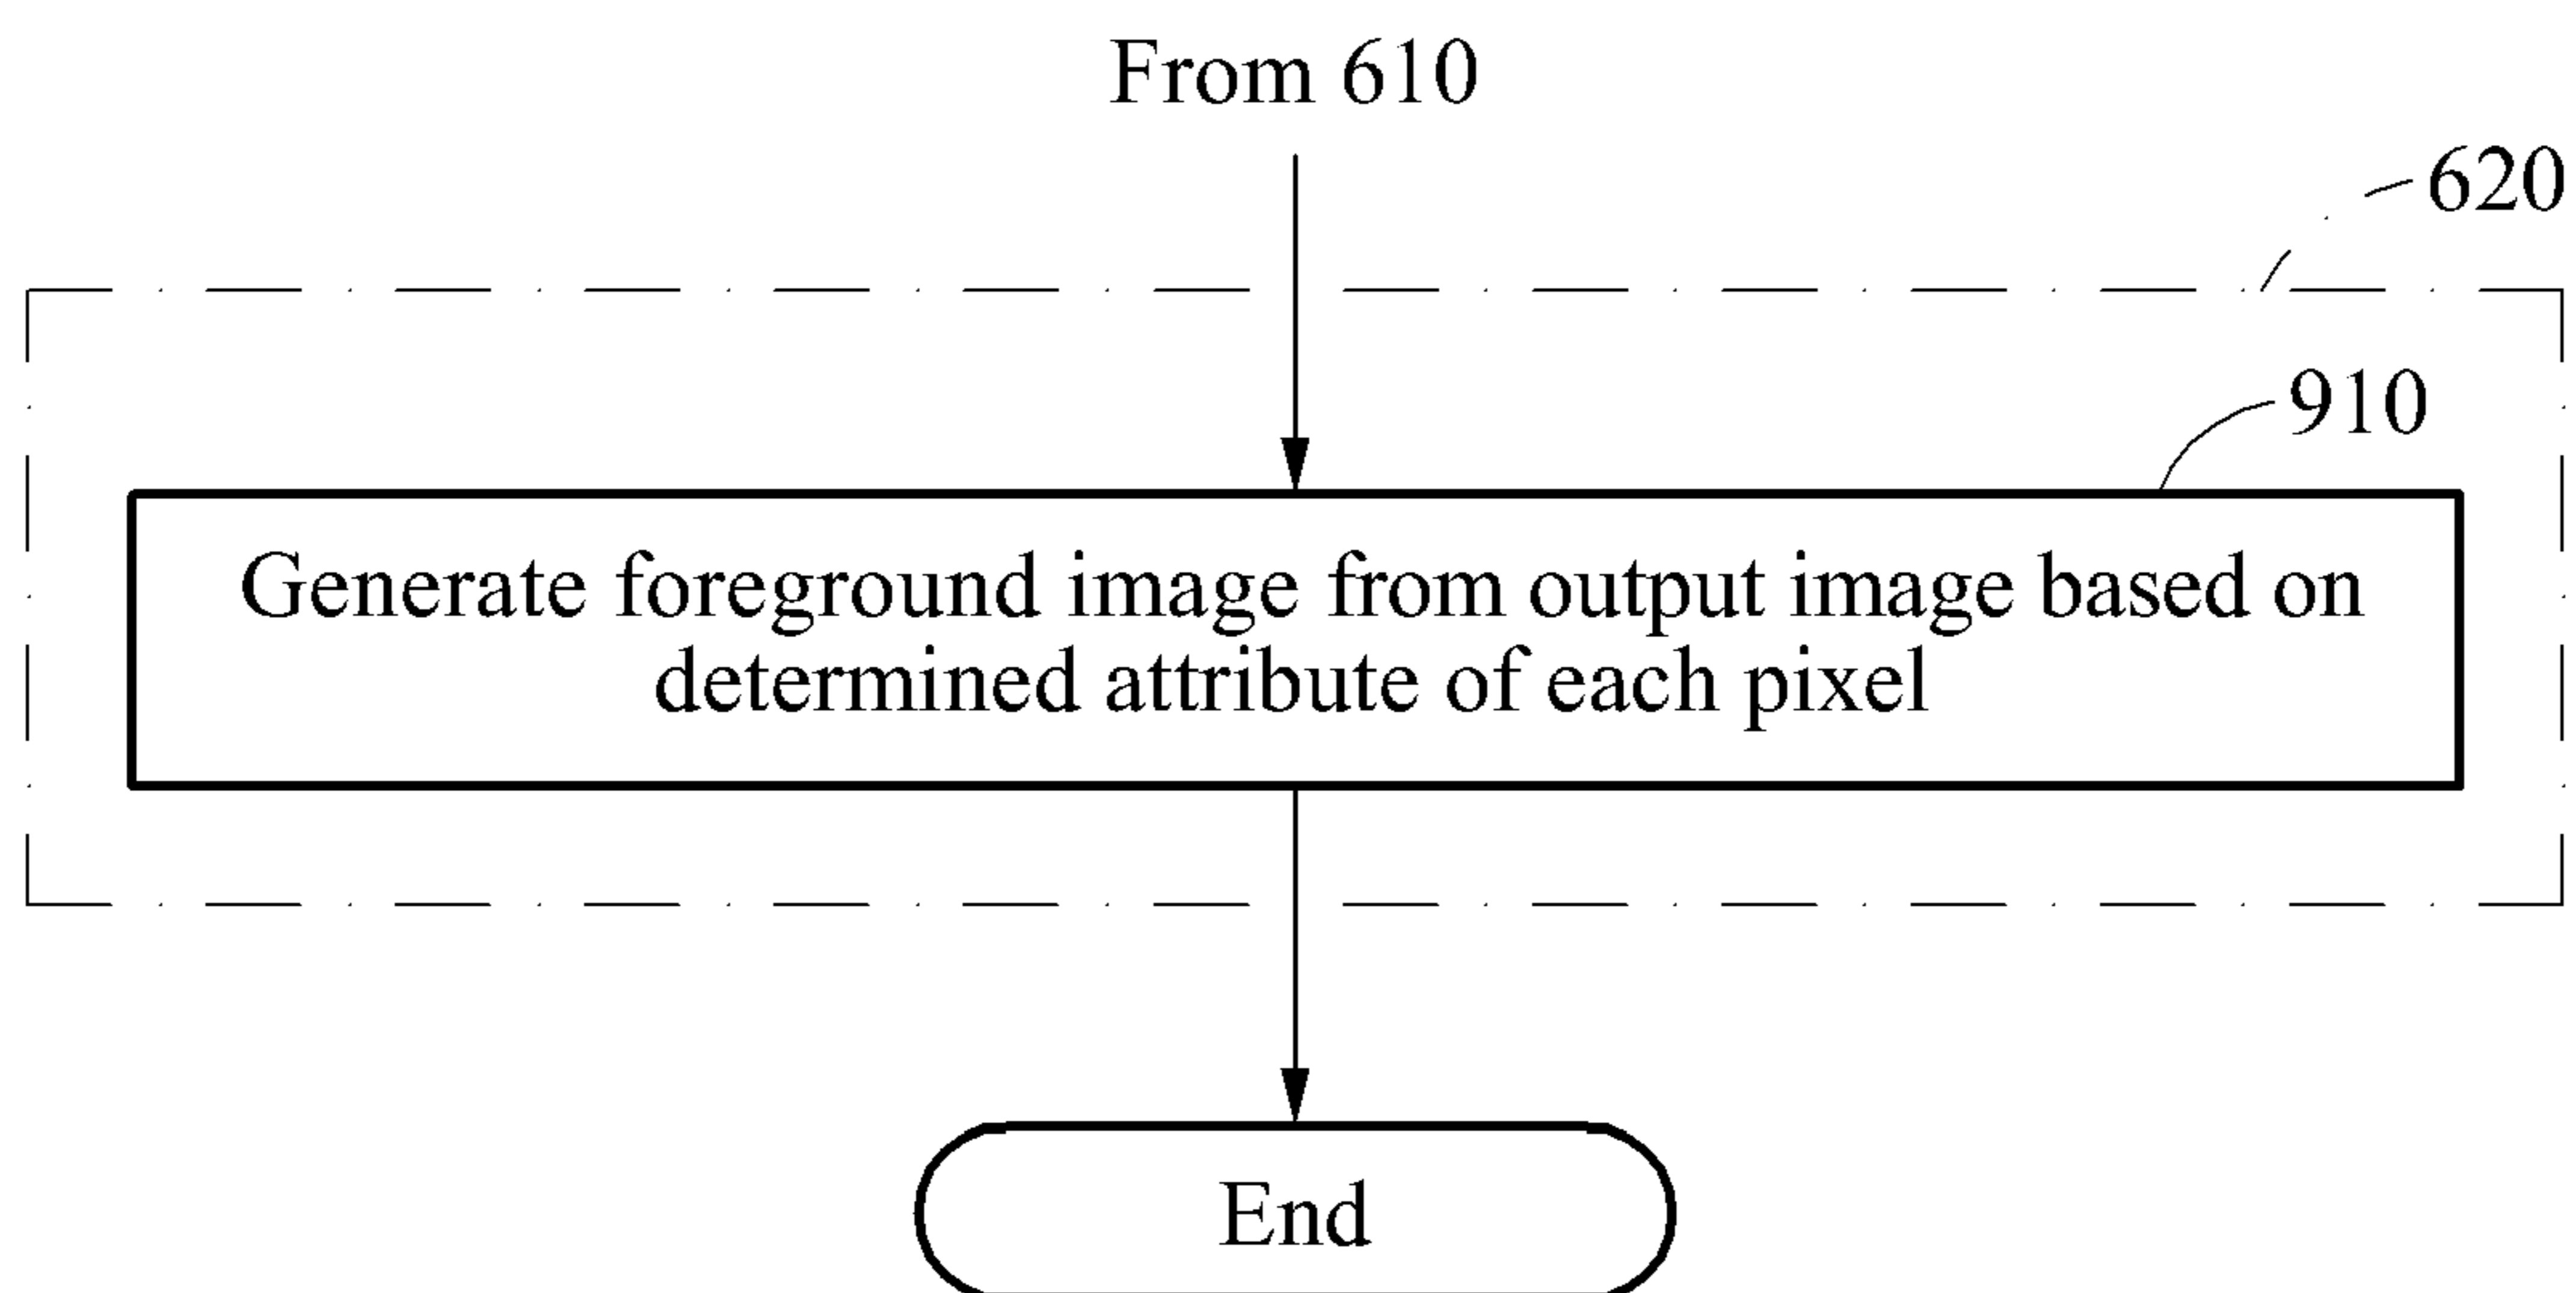 From 610
620
910
Generate foreground image from output image based on
determined attribute of each pixel
End